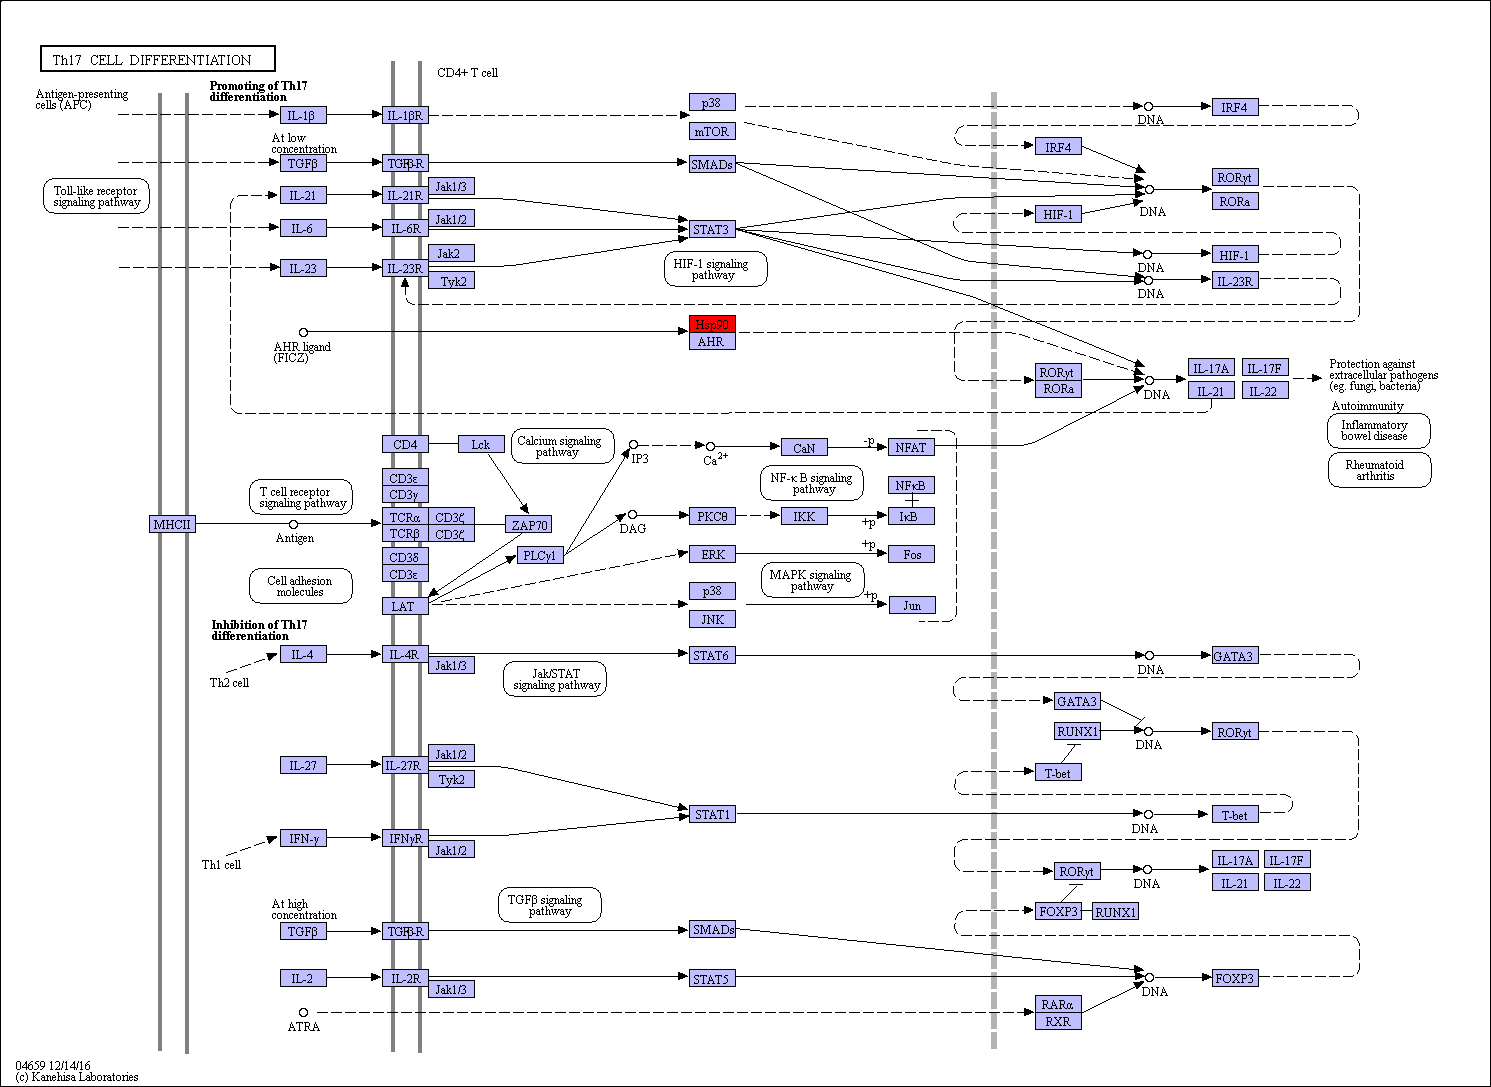 Th17 CELL DIFFERENTIATION
CD4+ T cell
Antigen-presenting
cells (APC)
Promoting of Th17
differentiation
IL-1β
IL-1βR
p38
mTOR
DNA
IRF4
IRF4
At low
concentration
TGFβ
TGFβ-R
SMADs
RORγt
RORa
DNA
Toll-like receptor
signaling pathway
IL-21
IL-21R
Jak1/3
IL-6
IL-6R
Jak1/2
STAT3
HIF-1
IL-23
IL-23R
Jak2
Tyk2
HIF-1 signaling
pathway
DNA
HIF-1
DNA
IL-23R
AHR ligand
(FICZ)
Hsp90
AHR
RORγt
RORa
DNA
IL-17A
IL-17F
IL-21
IL-22
Protection against
extracellular pathogens
(eg. fungi, bacteria)
Autoimmunity
Inflammatory
bowel disease
Rheumatoid
arthritis
CD4
Lck
Calcium signaling
pathway
IP3
Ca2+
CaN
-p
NFAT
CD3ε
CD3γ
T cell receptor
signaling pathway
NF-κB signaling
pathway
NFκB
MHCII
Antigen
TCRα
CD3ζ
TCRβ
CD3ζ
ZAP70
DAG
PKCθ
IKK
+p
IκB
CD3δ
CD3ε
PLCγ1
ERK
+p
Fos
Cell adhesion
molecules
LAT
p38
JNK
MAPK signaling
pathway
+p
Jun
Inhibition of Th17
differentiation
IL-4
IL-4R
Jak1/3
STAT6
DNA
GATA3
Th2 cell
Jak/STAT
signaling pathway
GATA3
RUNX1
DNA
RORγt
IL-27
IL-27R
Jak1/2
Tyk2
T-bet
STAT1
DNA
T-bet
IFN-γ
IFNγR
Jak1/2
Th1 cell
RORγt
DNA
IL-17A
IL-17F
IL-21
IL-22
TGFβ signaling
pathway
At high
concentration
TGFβ
TGFβ-R
SMADs
FOXP3
RUNX1
IL-2
IL-2R
Jak1/3
STAT5
DNA
FOXP3
ATRA
RARα
RXR
04659 12/14/16
(c) Kanehisa Laboratories